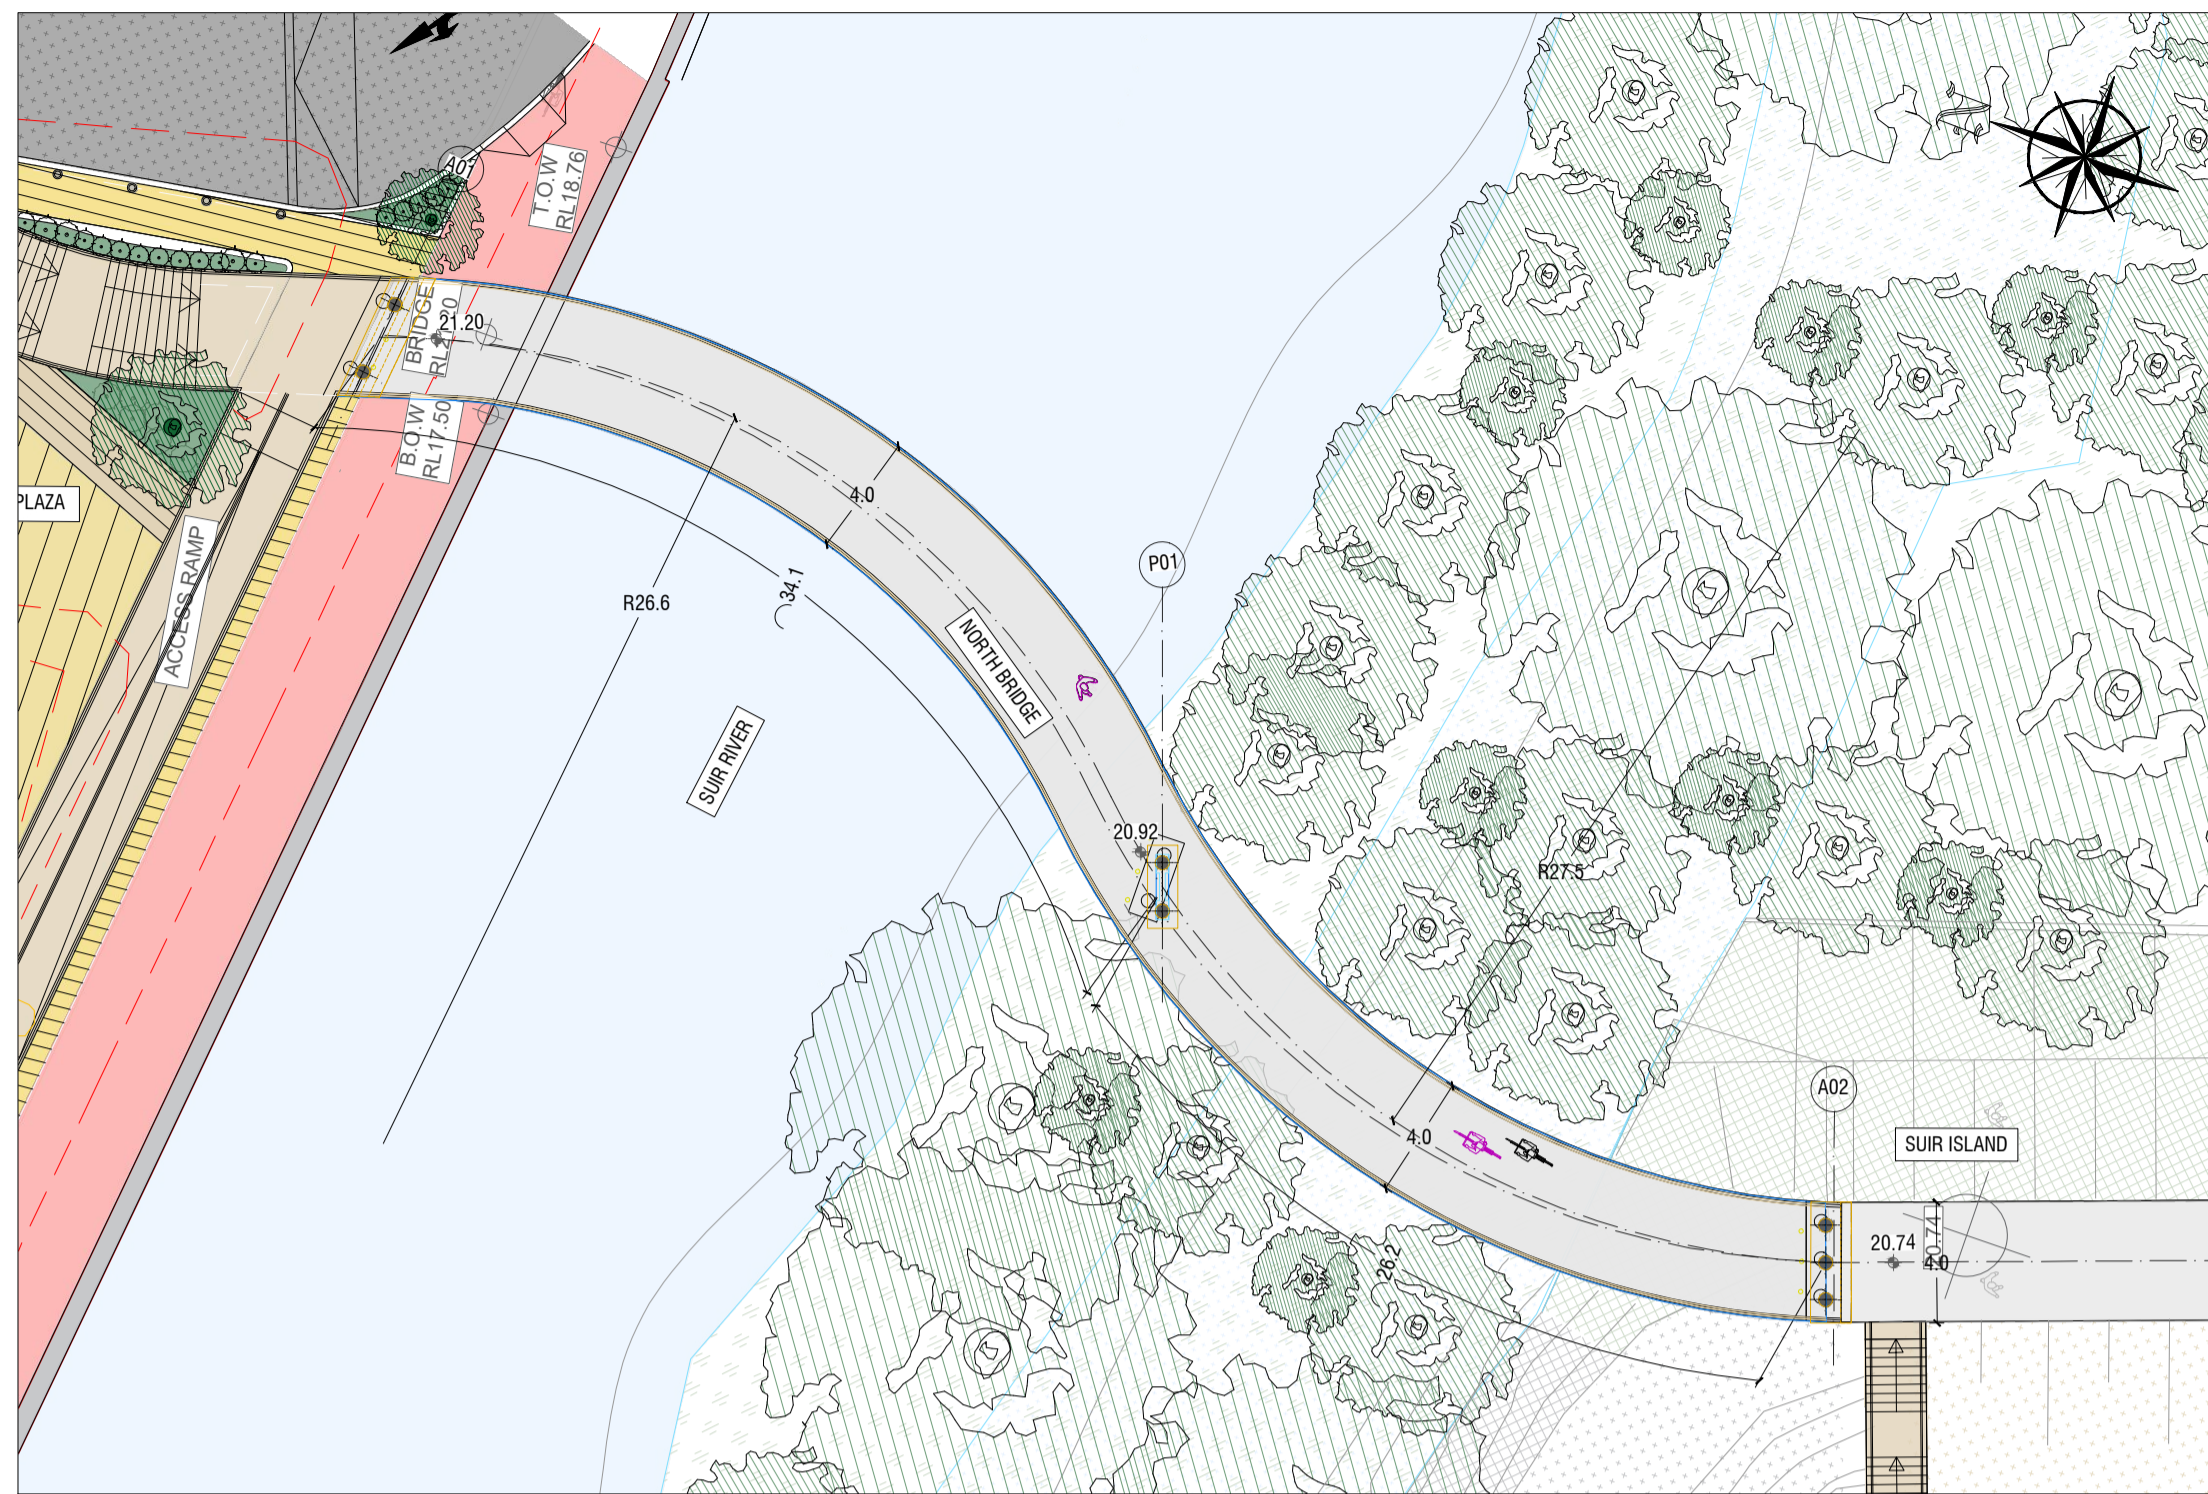 A01
T.O.W
RL18.76
BRIDGE
21.20
B.O.W
RL17.50
PLAZA
ACCESS RAMP
4.0
P01
R26.6
34.1
NORTH BRIDGE
SUIR RIVER
20.92
R27.5
A02
4.0
SUIR ISLAND
20.74
20.74
4.0
26.2